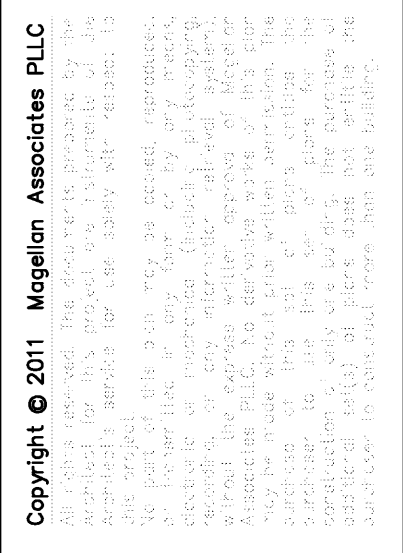 Copyright © 2011 Magellan Associates PLLC
All rights reserved. The documents prepared by the
Architect for this project are instruments of the
Architect's service for use solely with respect to
this project.
No part of this plan may be copied, reproduced,
or transmitted in any form or by any means,
electronic or mechanical (including photocopying,
recording, or any information retrieval system),
without the express written approval of Magellan
Associates PLLC. No derivative works of this plan
may be made without prior written permission. The
purchase of this set of plans entitles the
purchaser to use this set of plans for the
construction of only one building. The purchase of
additional set(s) of plans does not entitle the
purchaser to construct more than one building.